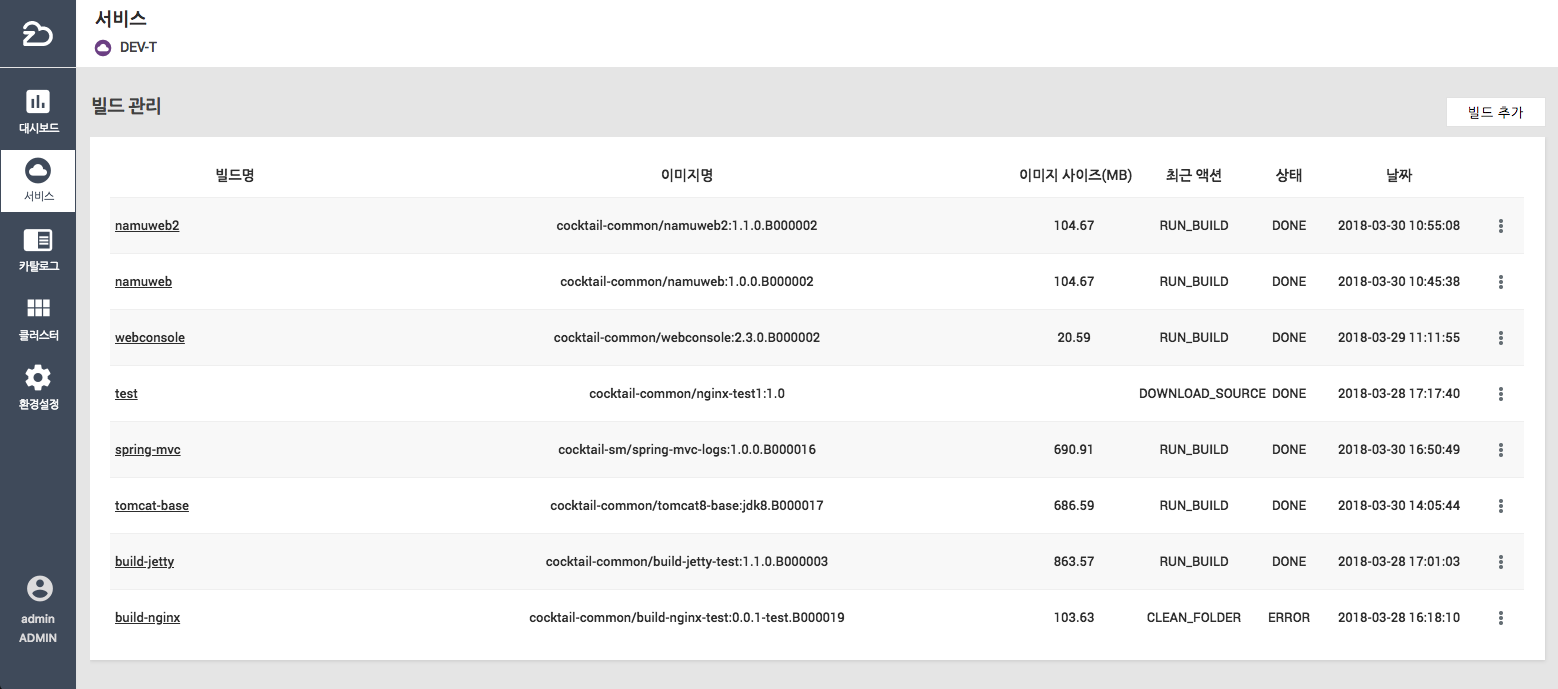 서비스
DEV-T
대시보드
서비스
카탈로그
클러스터
환경설정
admin
ADMIN
빌드 관리
빌드 추가
빌드명 이미지명 이미지 사이즈(MB) 최근 액션 상태 날짜
namuweb2 cocktail-common/namuweb2:1.1.0.B000002 104.67 RUN_BUILD DONE 2018-03-30 10:55:08
namuweb cocktail-common/namuweb:1.0.0.B000002 104.67 RUN_BUILD DONE 2018-03-30 10:45:38
webconsole cocktail-common/webconsole:2.3.0.B000002 20.59 RUN_BUILD DONE 2018-03-29 11:11:55
test cocktail-common/nginx-test1:1.0 DOWNLOAD_SOURCE DONE 2018-03-28 17:17:40
spring-mvc cocktail-sm/spring-mvc-logs:1.0.0.B000016 690.91 RUN_BUILD DONE 2018-03-30 16:50:49
tomcat-base cocktail-common/tomcat8-base:jdk8.B000017 686.59 RUN_BUILD DONE 2018-03-30 14:05:44
build-jetty cocktail-common/build-jetty-test:1.1.0.B000003 863.57 RUN_BUILD DONE 2018-03-28 17:01:03
build-nginx cocktail-common/build-nginx-test:0.0.1-test.B000019 103.63 CLEAN_FOLDER ERROR 2018-03-28 16:18:10